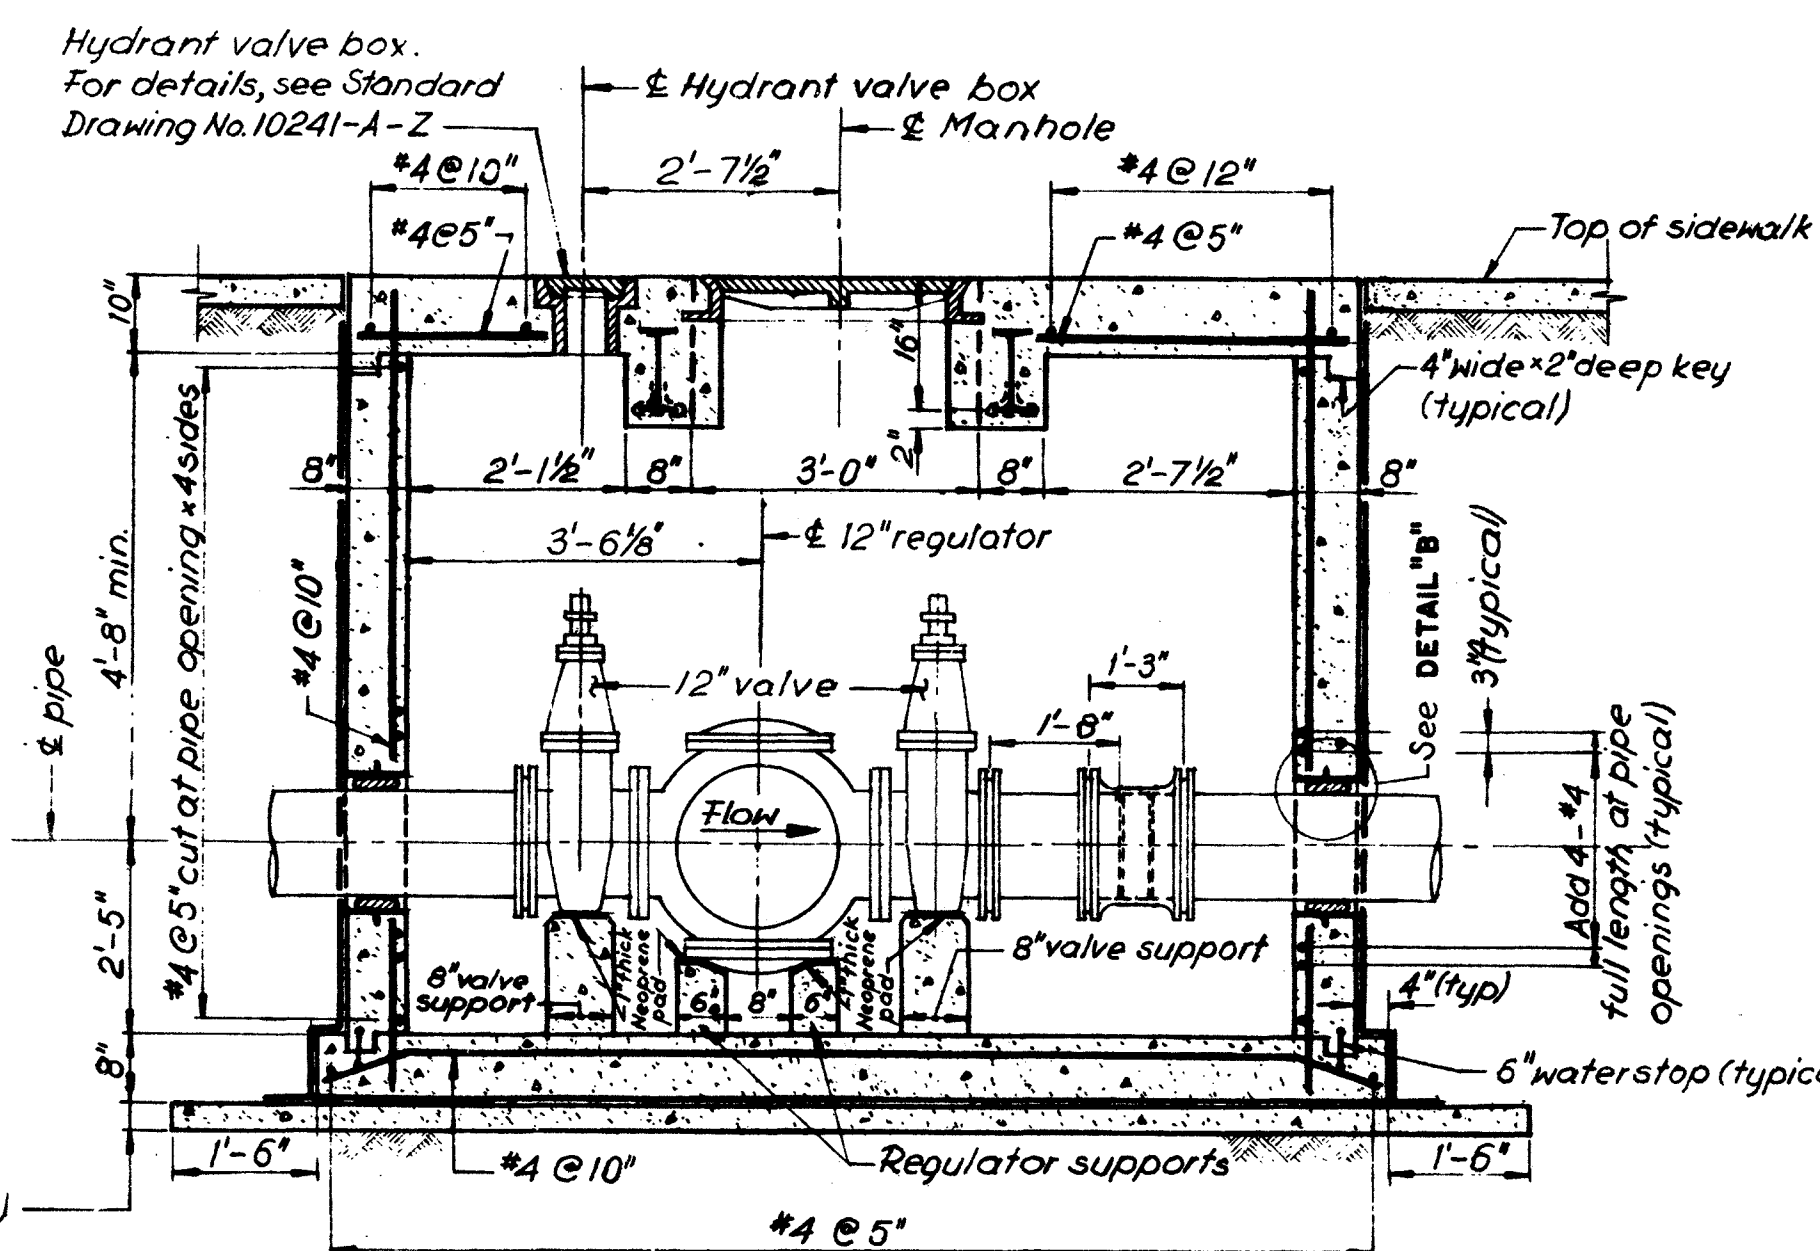 Hydrant valve box.
For details, see Standard
Drawing No. 10241-A-Z
℄ Hydrant valve box
℄ Manhole
#4 @ 10"
2'-7½"
#4 @ 12"
#4@5"
#4 @ 5"
Top of sidewalk
10"
16"
4" wide × 2" deep key
(typical)
2"
8"
2'-1½"
8"
3'-0"
8"
2'-7½"
8"
3'-6⅛"
℄ 12" regulator
4'-8" min.
#4 @ 5" cut at pipe opening × 4 sides
#4 @ 10"
℄ pipe
See DETAIL "B"
(typical)
1'-3"
12" valve
1'-8"
Flow
2'-5"
Add 4-#4
full length at pipe
openings (typical)
8" valve
support
thick
Neoprene
pad
6"
8"
6"
thick
Neoprene
pad
8" valve support
4" (typ)
8"
6" waterstop (typic
1'-6"
#4 @ 10"
Regulator supports
1'-6"
#4 @ 5"